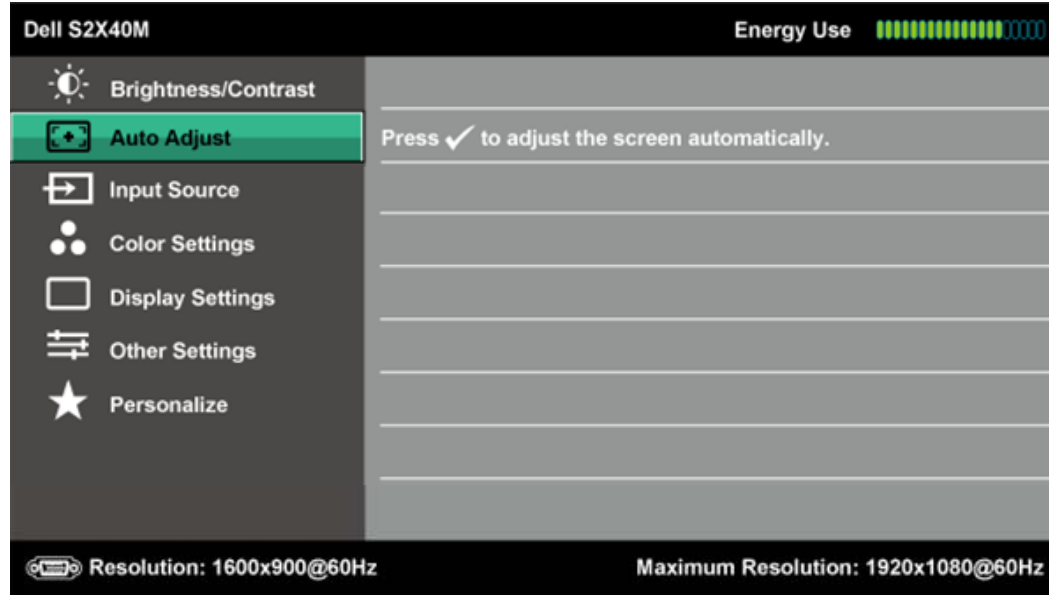 Dell S2X40M
Energy Use
Brightness/Contrast
Auto Adjust
Press ✓ to adjust the screen automatically.
Input Source
Color Settings
Display Settings
Other Settings
Personalize
Resolution: 1600x900@60Hz
Maximum Resolution: 1920x1080@60Hz